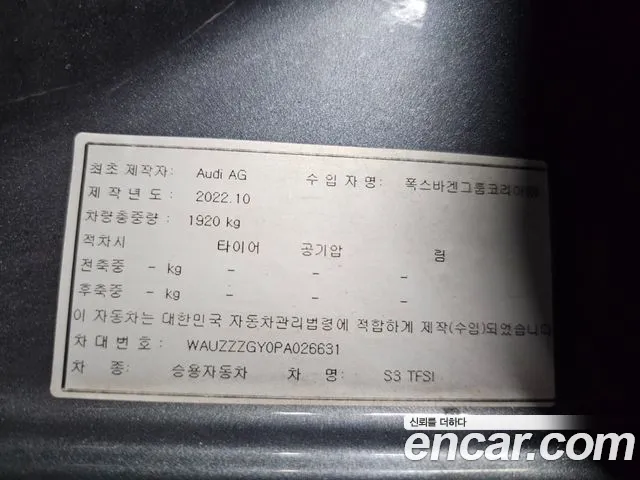 최초 제작자: Audi AG 수 입 자 명: 폭스바겐그룹코리아㈜
제 작 년 도 : 2022.10
차량총중량: 1920 kg
적차시 타이어 공기압 림
전축중 - kg - - -
후축중 - kg - - -
이 자동차는 대한민국 자동차관리법령에 적합하게 제작(수입)되었습니다
차 대 번 호 : WAUZZZGY0PA026631
차 종: 승용자동차 차 명: S3 TFSI
신뢰를 더하다
encar.com